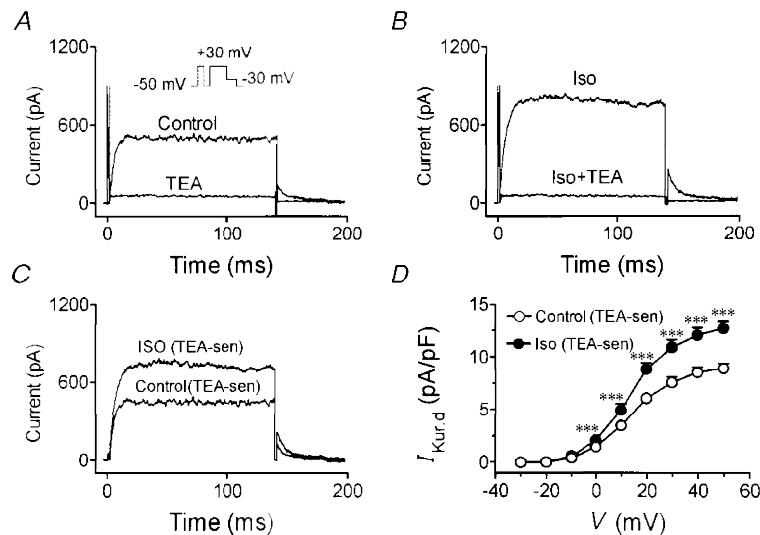 A
1200
600
0
Current (pA)
+30 mV
-50 mV
-30 mV
Control
TEA
0
100
200
Time (ms)
B
1200
600
0
Current (pA)
Iso
Iso+TEA
0
100
200
Time (ms)
C
1200
600
0
Current (pA)
ISO (TEA-sen)
Control(TEA-sen)
0
100
200
Time (ms)
D
15
10
5
0
I Kur.d (pA/pF)
Control (TEA-sen)
Iso (TEA-sen)
***
***
***
***
***
***
-40
-20
0
20
40
60
V (mV)